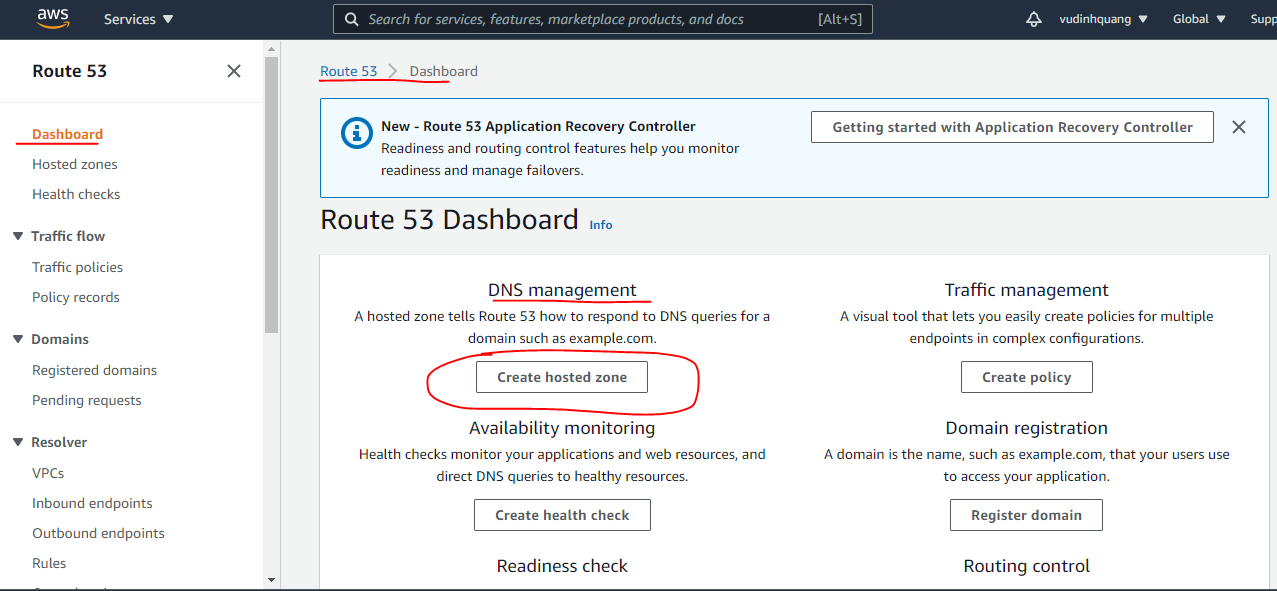 aws
Services ▼
Search for services, features, marketplace products, and docs [Alt+S]
vudinhquang ▼
Global ▼
Supp
Route 53
Dashboard
Hosted zones
Health checks
Traffic flow
Traffic policies
Policy records
Domains
Registered domains
Pending requests
Resolver
VPCs
Inbound endpoints
Outbound endpoints
Rules
Route 53 > Dashboard
New - Route 53 Application Recovery Controller
Readiness and routing control features help you monitor
readiness and manage failovers.
Getting started with Application Recovery Controller
Route 53 Dashboard Info
DNS management
A hosted zone tells Route 53 how to respond to DNS queries for a
domain such as example.com.
Create hosted zone
Traffic management
A visual tool that lets you easily create policies for multiple
endpoints in complex configurations.
Create policy
Availability monitoring
Health checks monitor your applications and web resources, and
direct DNS queries to healthy resources.
Create health check
Domain registration
A domain is the name, such as example.com, that your users use
to access your application.
Register domain
Readiness check
Routing control